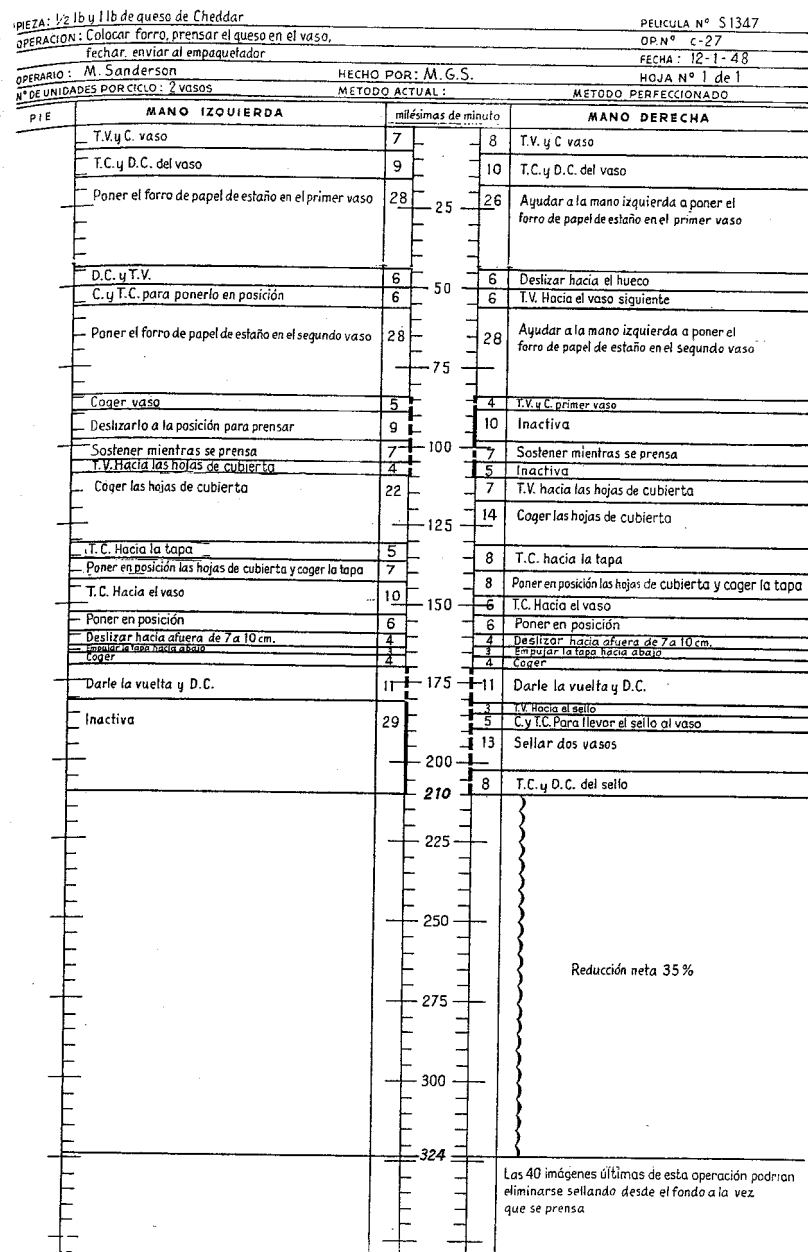 PIEZA: 1/2 lb y 1 lb de queso de Cheddar
PELICULA Nº S1347
OPERACION: Colocar forro, prensar el queso en el vaso,
OP.Nº C-27
fechar, enviar al empaquetador
FECHA: 12-1-48
OPERARIO: M. Sanderson HECHO POR: M.G.S. HOJA Nº 1 de 1
Nº DE UNIDADES POR CICLO: 2 vasos METODO ACTUAL: METODO PERFECCIONADO
PIE MANO IZQUIERDA milésimas de minuto MANO DERECHA
T.V. y C. vaso 7 8 T.V. y C vaso
T.C. y D.C. del vaso 9 10 T.C. y D.C. del vaso
Poner el forro de papel de estaño en el primer vaso 28 25 26 Ayudar a la mano izquierda a poner el
forro de papel de estaño en el primer vaso
D.C. y T.V. 6 6 Deslizar hacia el hueco
C. y T.C. para ponerlo en posición 6 50 6 T.V. Hacia el vaso siguiente
Poner el forro de papel de estaño en el segundo vaso 28 28 Ayudar a la mano izquierda a poner el
forro de papel de estaño en el segundo vaso
75
Coger vaso 5 4 T.V. y C. primer vaso
Deslizarlo a la posición para prensar 9 10 Inactiva
Sostener mientras se prensa 7 100 7 Sostener mientras se prensa
T.V. Hacia las hojas de cubierta 4 5 Inactiva
Coger las hojas de cubierta 22 7 T.V. hacia las hojas de cubierta
125 14 Coger las hojas de cubierta
T.C. Hacia la tapa 5 8 T.C. hacia la tapa
Poner en posición las hojas de cubierta y coger la tapa 7 8 Poner en posición las hojas de cubierta y coger la tapa
T.C. Hacia el vaso 10 150 6 T.C. Hacia el vaso
Poner en posición 6 6 Poner en posición
Deslizar hacia afuera de 7 a 10 cm. 4 4 Deslizar hacia afuera de 7 a 10 cm.
Empujar la tapa hacia abajo 3 3 Empujar la tapa hacia abajo
Coger 4 4 Coger
Darle la vuelta y D.C. 11 175 11 Darle la vuelta y D.C.
3 T.V. Hacia el sello
Inactiva 29 5 C. y T.C. Para llevar el sello al vaso
13 Sellar dos vasos
200
210 8 T.C. y D.C. del sello
225
250
Reducción neta 35%
275
300
324
Las 40 imágenes últimas de esta operación podrían
eliminarse sellando desde el fondo a la vez
que se prensa